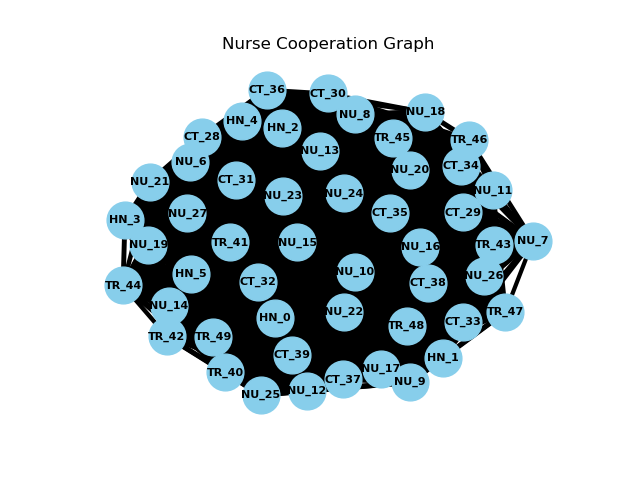 Nurse Cooperation Graph
CT_36
CT_30
NU_18
NU_8
HN_4
HN_2
CT_28
TR_45
TR_46
NU_13
NU_6
CT_34
NU_20
CT_31
NU_21
NU_11
NU_24
NU_23
NU_27
CT_35
CT_29
HN_3
NU_7
TR_41
NU_15
NU_19
TR_43
NU_16
NU_10
HN_5
NU_26
CT_32
CT_38
TR_44
NU_14
NU_22
TR_47
HN_0
CT_33
TR_48
TR_42
TR_49
CT_39
HN_1
NU_17
TR_40
CT_37
NU_9
NU_12
NU_25